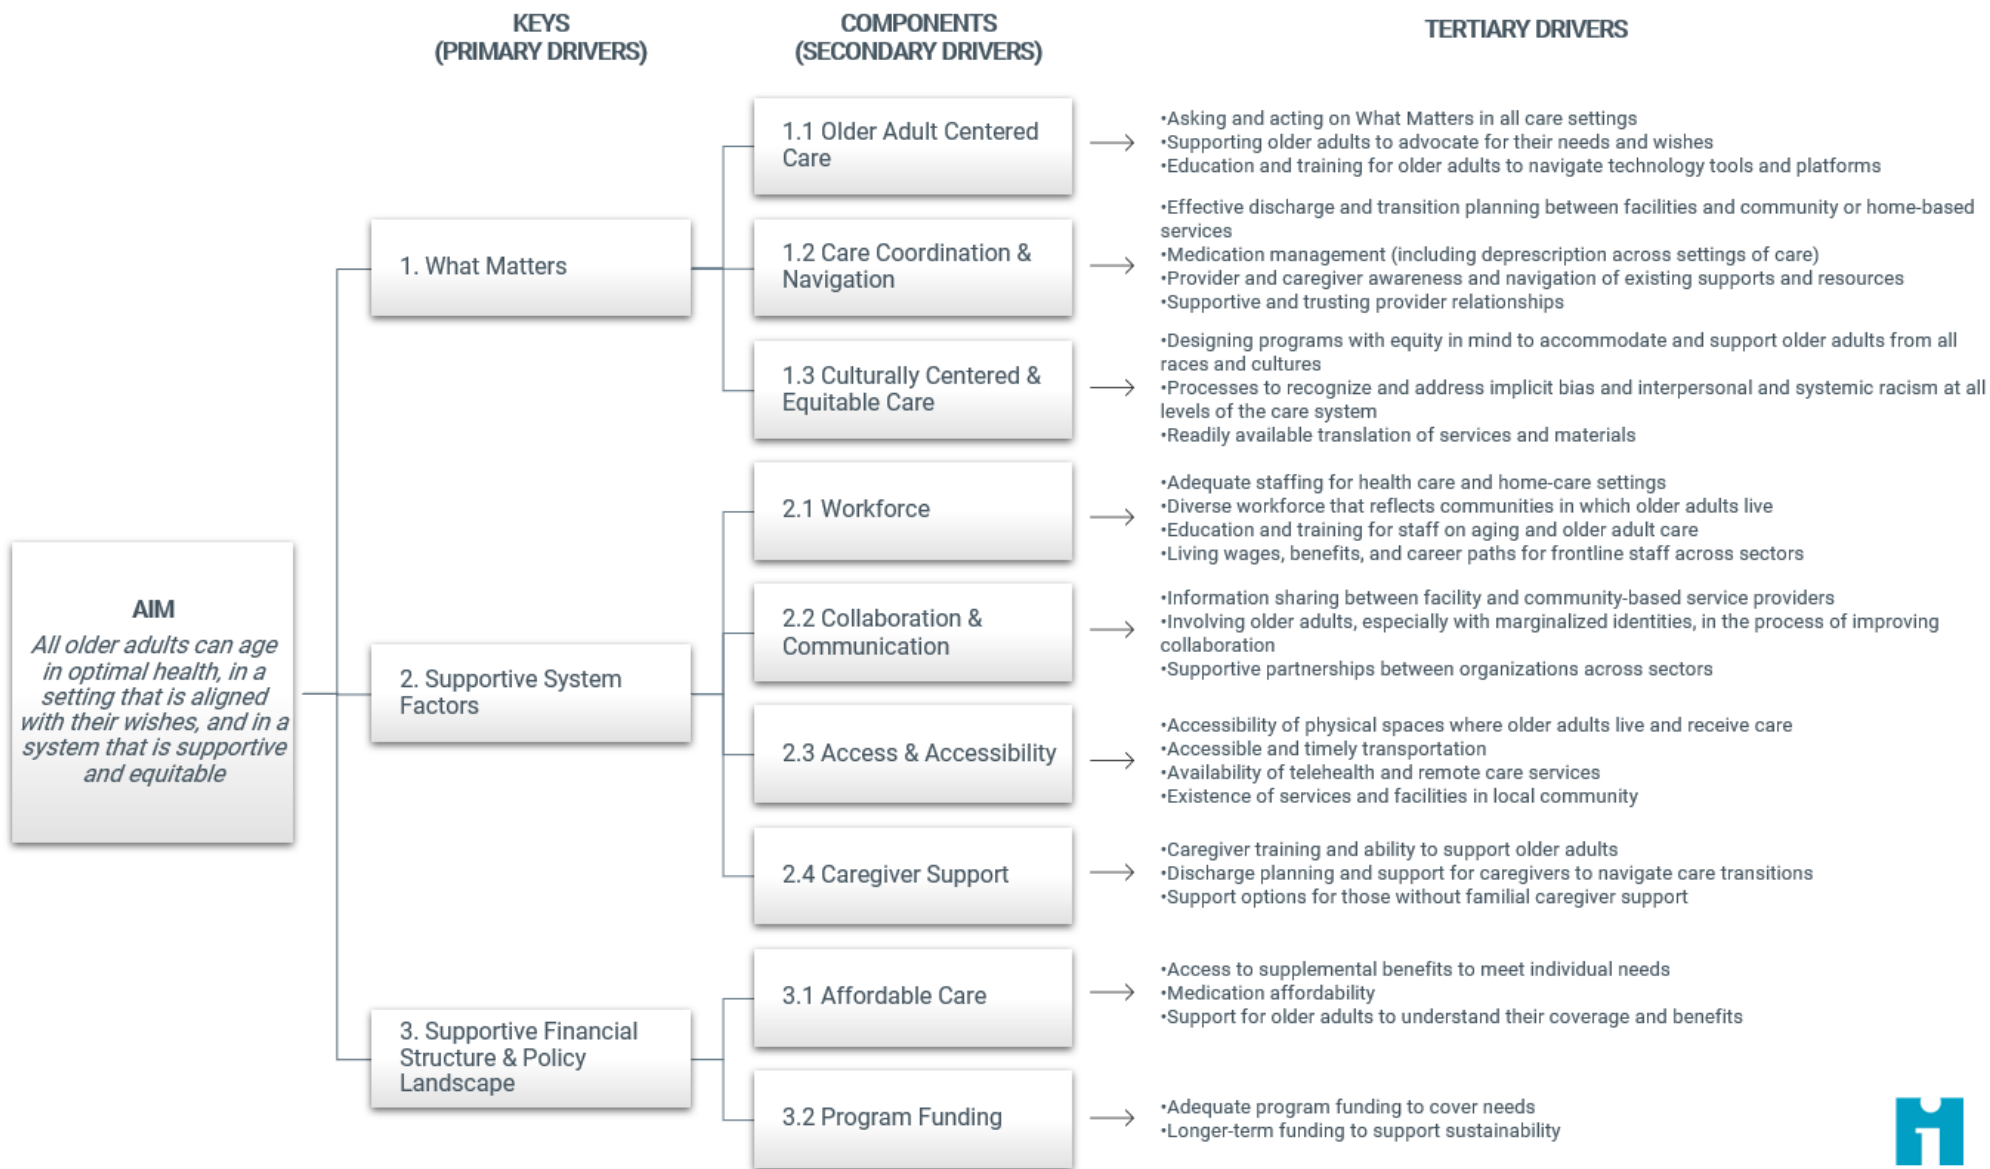 KEYS
(PRIMARY DRIVERS)
COMPONENTS
(SECONDARY DRIVERS)
TERTIARY DRIVERS
AIM
All older adults can age
in optimal health, in a
setting that is aligned
with their wishes, and in a
system that is supportive
and equitable
1. What Matters
1.1 Older Adult Centered
Care
•Asking and acting on What Matters in all care settings
•Supporting older adults to advocate for their needs and wishes
•Education and training for older adults to navigate technology tools and platforms
1.2 Care Coordination &
Navigation
•Effective discharge and transition planning between facilities and community or home-based
services
•Medication management (including deprescription across settings of care)
•Provider and caregiver awareness and navigation of existing supports and resources
•Supportive and trusting provider relationships
1.3 Culturally Centered &
Equitable Care
•Designing programs with equity in mind to accommodate and support older adults from all
races and cultures
•Processes to recognize and address implicit bias and interpersonal and systemic racism at all
levels of the care system
•Readily available translation of services and materials
2. Supportive System
Factors
2.1 Workforce
•Adequate staffing for health care and home-care settings
•Diverse workforce that reflects communities in which older adults live
•Education and training for staff on aging and older adult care
•Living wages, benefits, and career paths for frontline staff across sectors
2.2 Collaboration &
Communication
•Information sharing between facility and community-based service providers
•Involving older adults, especially with marginalized identities, in the process of improving
collaboration
•Supportive partnerships between organizations across sectors
2.3 Access & Accessibility
•Accessibility of physical spaces where older adults live and receive care
•Accessible and timely transportation
•Availability of telehealth and remote care services
•Existence of services and facilities in local community
2.4 Caregiver Support
•Caregiver training and ability to support older adults
•Discharge planning and support for caregivers to navigate care transitions
•Support options for those without familial caregiver support
3. Supportive Financial
Structure & Policy
Landscape
3.1 Affordable Care
•Access to supplemental benefits to meet individual needs
•Medication affordability
•Support for older adults to understand their coverage and benefits
3.2 Program Funding
•Adequate program funding to cover needs
•Longer-term funding to support sustainability